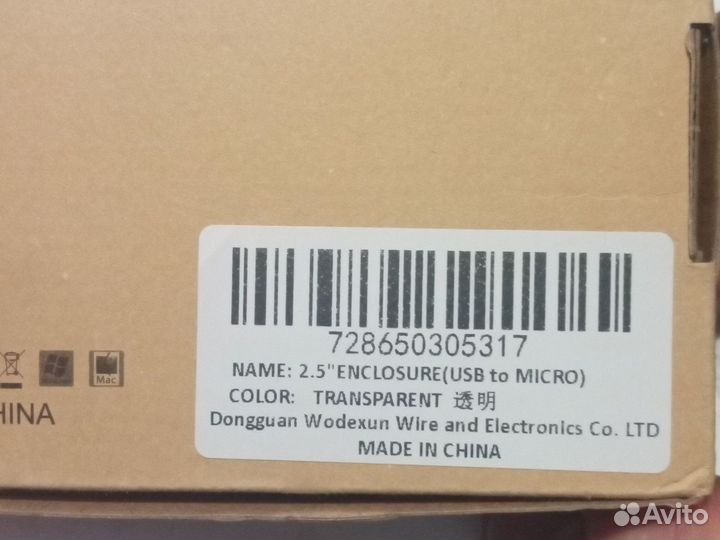 728650305317
NAME: 2.5"ENCLOSURE(USB to MICRO)
COLOR: TRANSPARENT 透明
Dongguan Wodexun Wire and Electronics Co. LTD
MADE IN CHINA
Mac
HINA
Avito